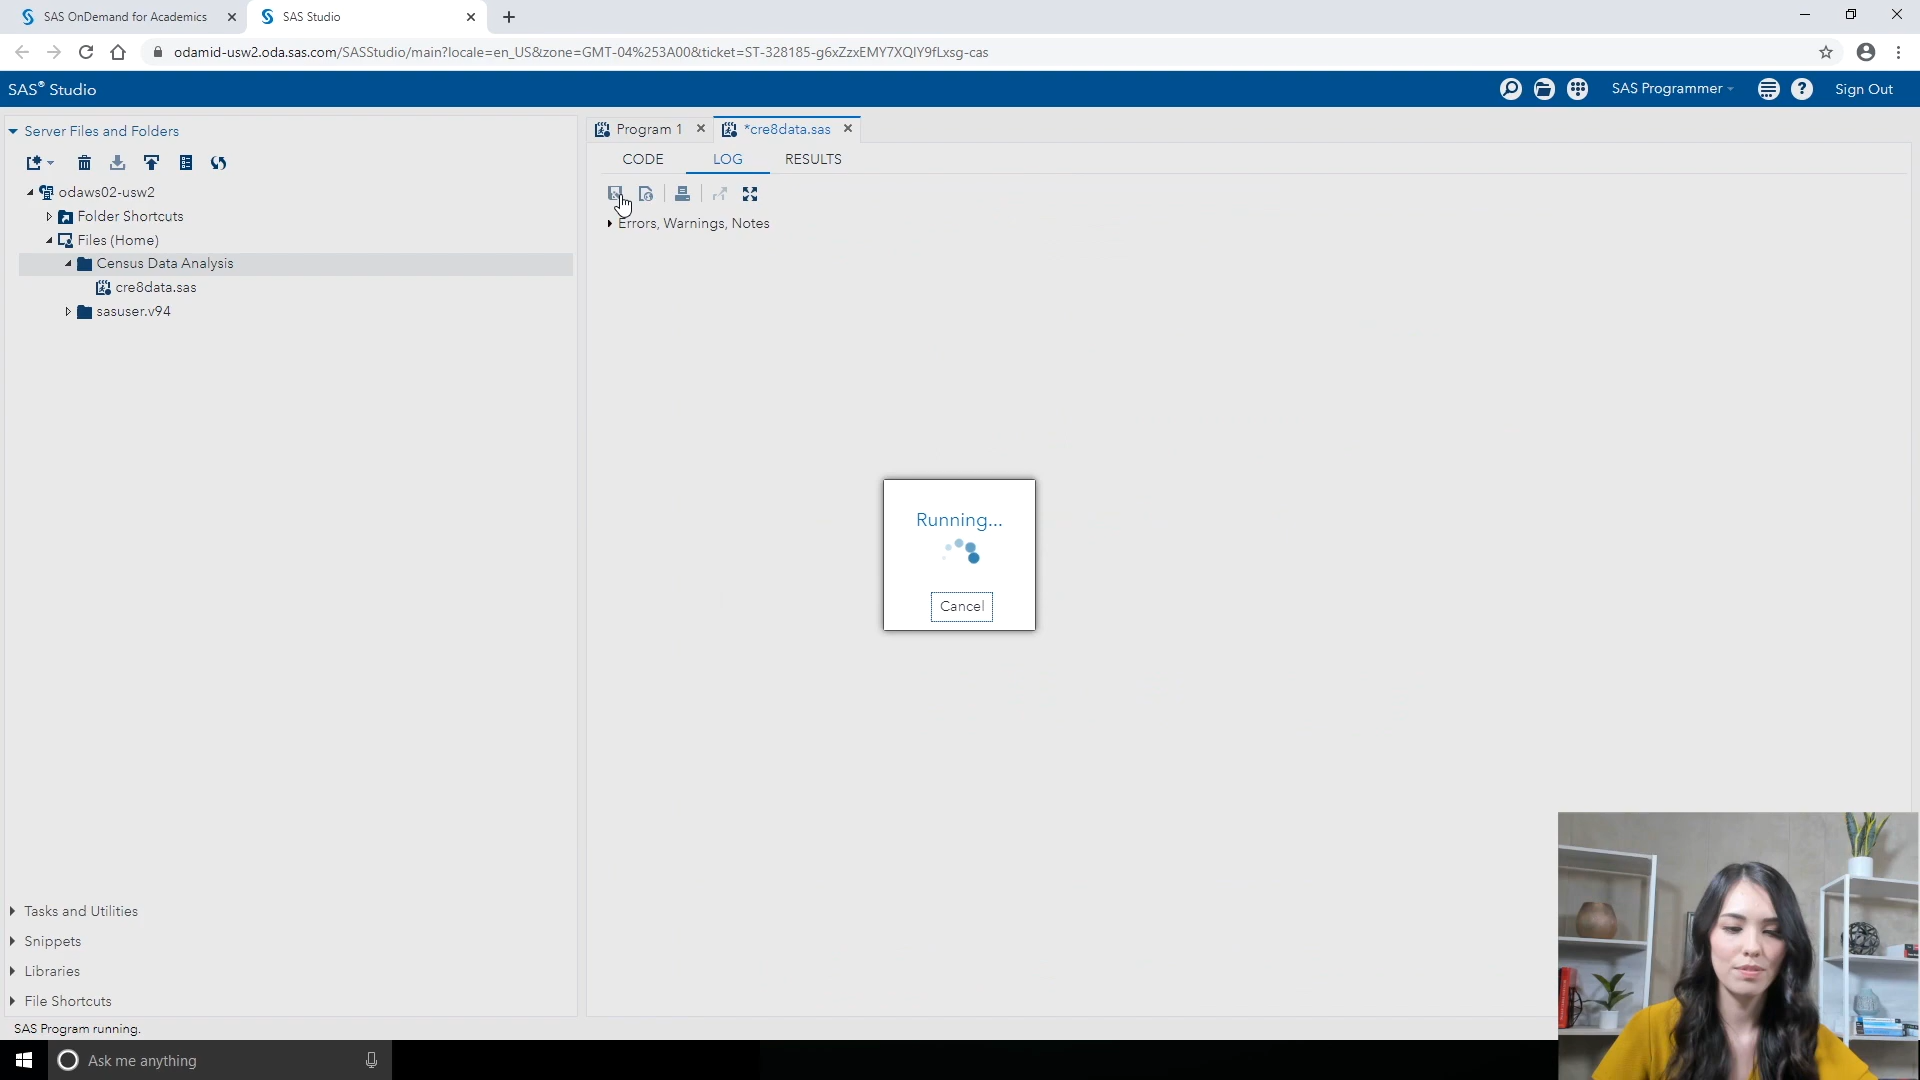 SAS OnDemand for Academics
SAS Studio
odamid-usw2.oda.sas.com/SASStudio/main?locale=en_US&zone=GMT-04%253A00&ticket=ST-328185-g6xZzxEMY7XQIY9fLxsg-cas
SAS® Studio
SAS Programmer
Sign Out
Server Files and Folders
odaws02-usw2
Folder Shortcuts
Files (Home)
Census Data Analysis
cre8data.sas
sasuser.v94
Program 1
*cre8data.sas
CODE
LOG
RESULTS
Errors, Warnings, Notes
Running...
Cancel
Tasks and Utilities
Snippets
Libraries
File Shortcuts
SAS Program running.
Ask me anything